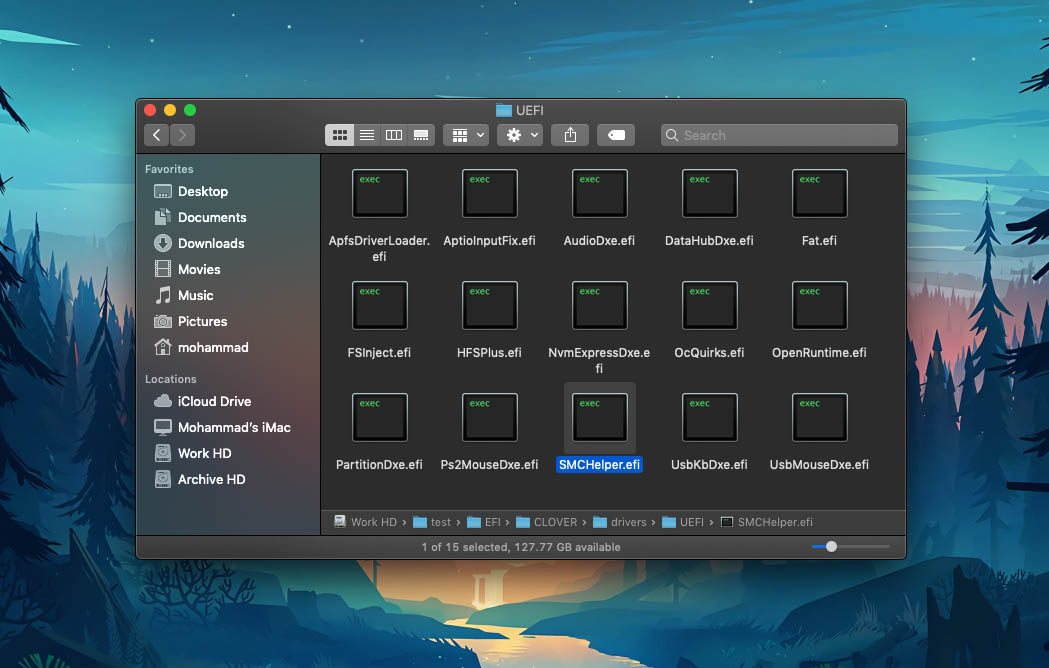 UEFI
Search
Favorites
Desktop
Documents
Downloads
Movies
Music
Pictures
mohammad
Locations
iCloud Drive
Mohammad's iMac
Work HD
Archive HD
exec exec exec exec exec
ApfsDriverLoader. AptioInputFix.efi AudioDxe.efi DataHubDxe.efi Fat.efi
efi
exec exec exec exec exec
FSInject.efi HFSPlus.efi NvmExpressDxe.e OcQuirks.efi OpenRuntime.efi
fi
exec exec exec exec exec
PartitionDxe.efi Ps2MouseDxe.efi SMCHelper.efi UsbKbDxe.efi UsbMouseDxe.efi
Work HD › test › EFI › CLOVER › drivers › UEFI › SMCHelper.efi
1 of 15 selected, 127.77 GB available